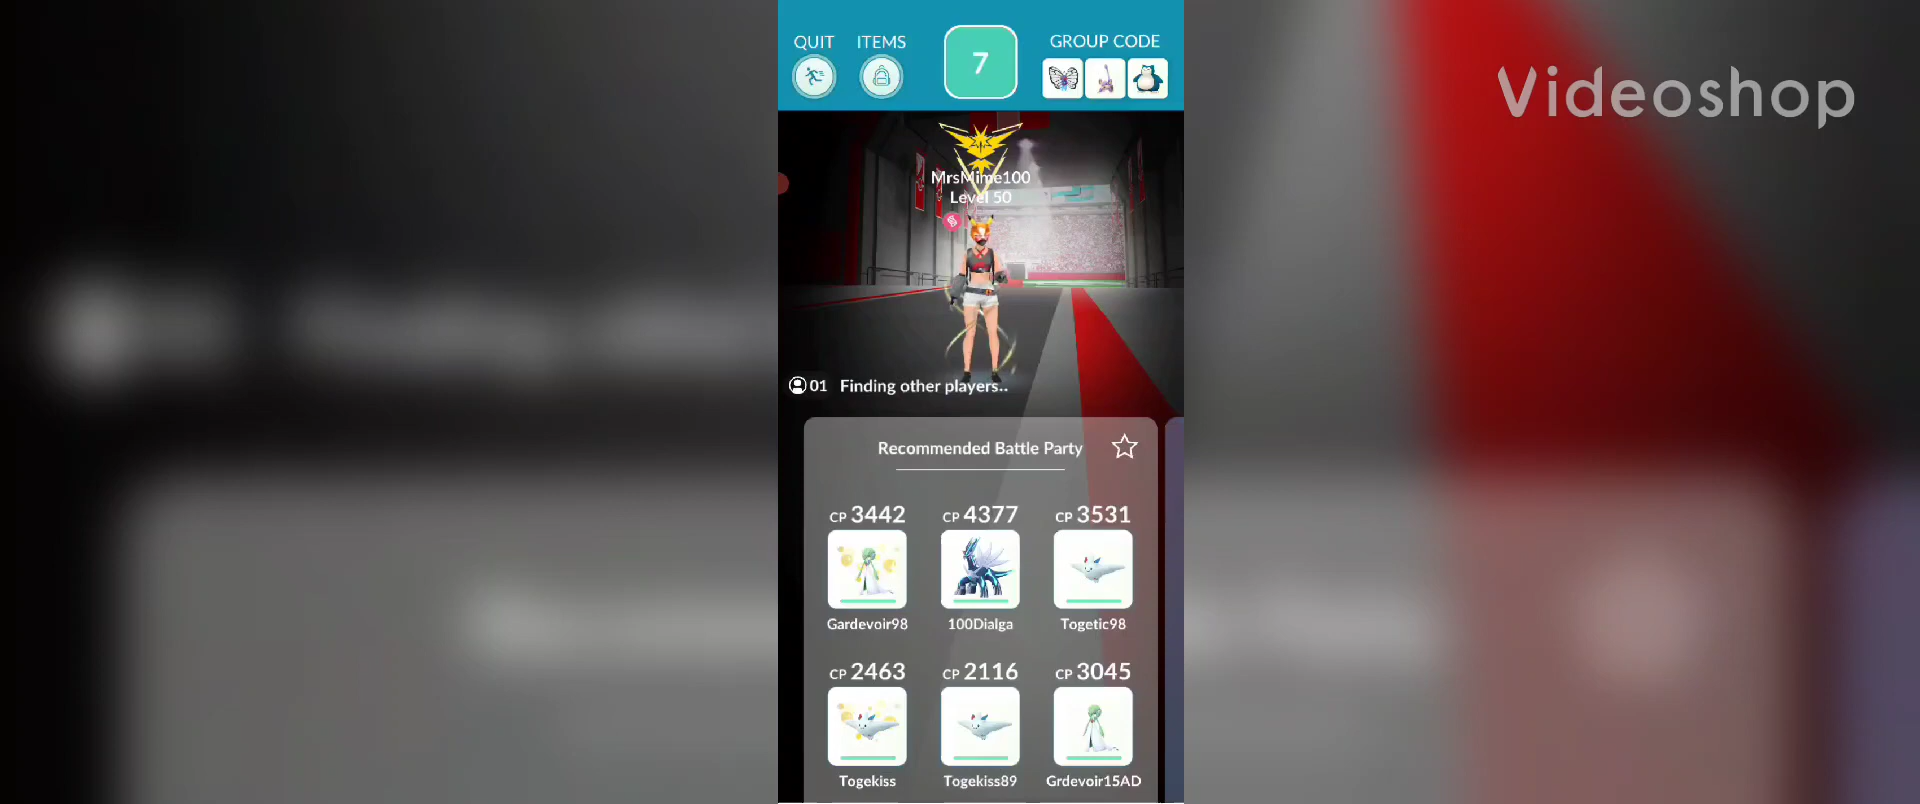 QUIT ITEMS 7 GROUP CODE
Videoshop
MrsMime100
Level 50
01 Finding other players..
Recommended Battle Party
CP 3442 CP 4377 CP 3531
Gardevoir98 100Dialga Togetic98
CP 2463 CP 2116 CP 3045
Togekiss Togekiss89 Grdevoir15AD